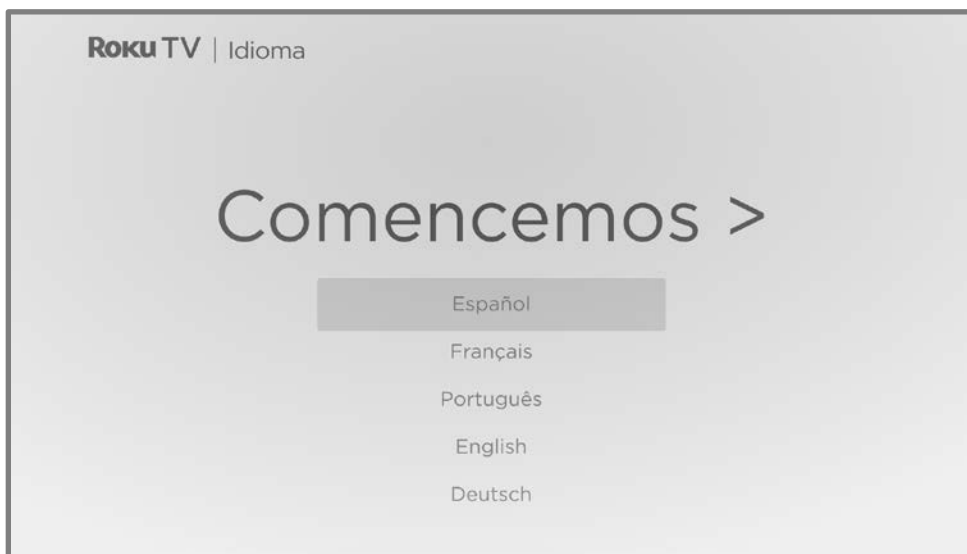 Roku TV | Idioma
Comencemos >
Español
Français
Português
English
Deutsch